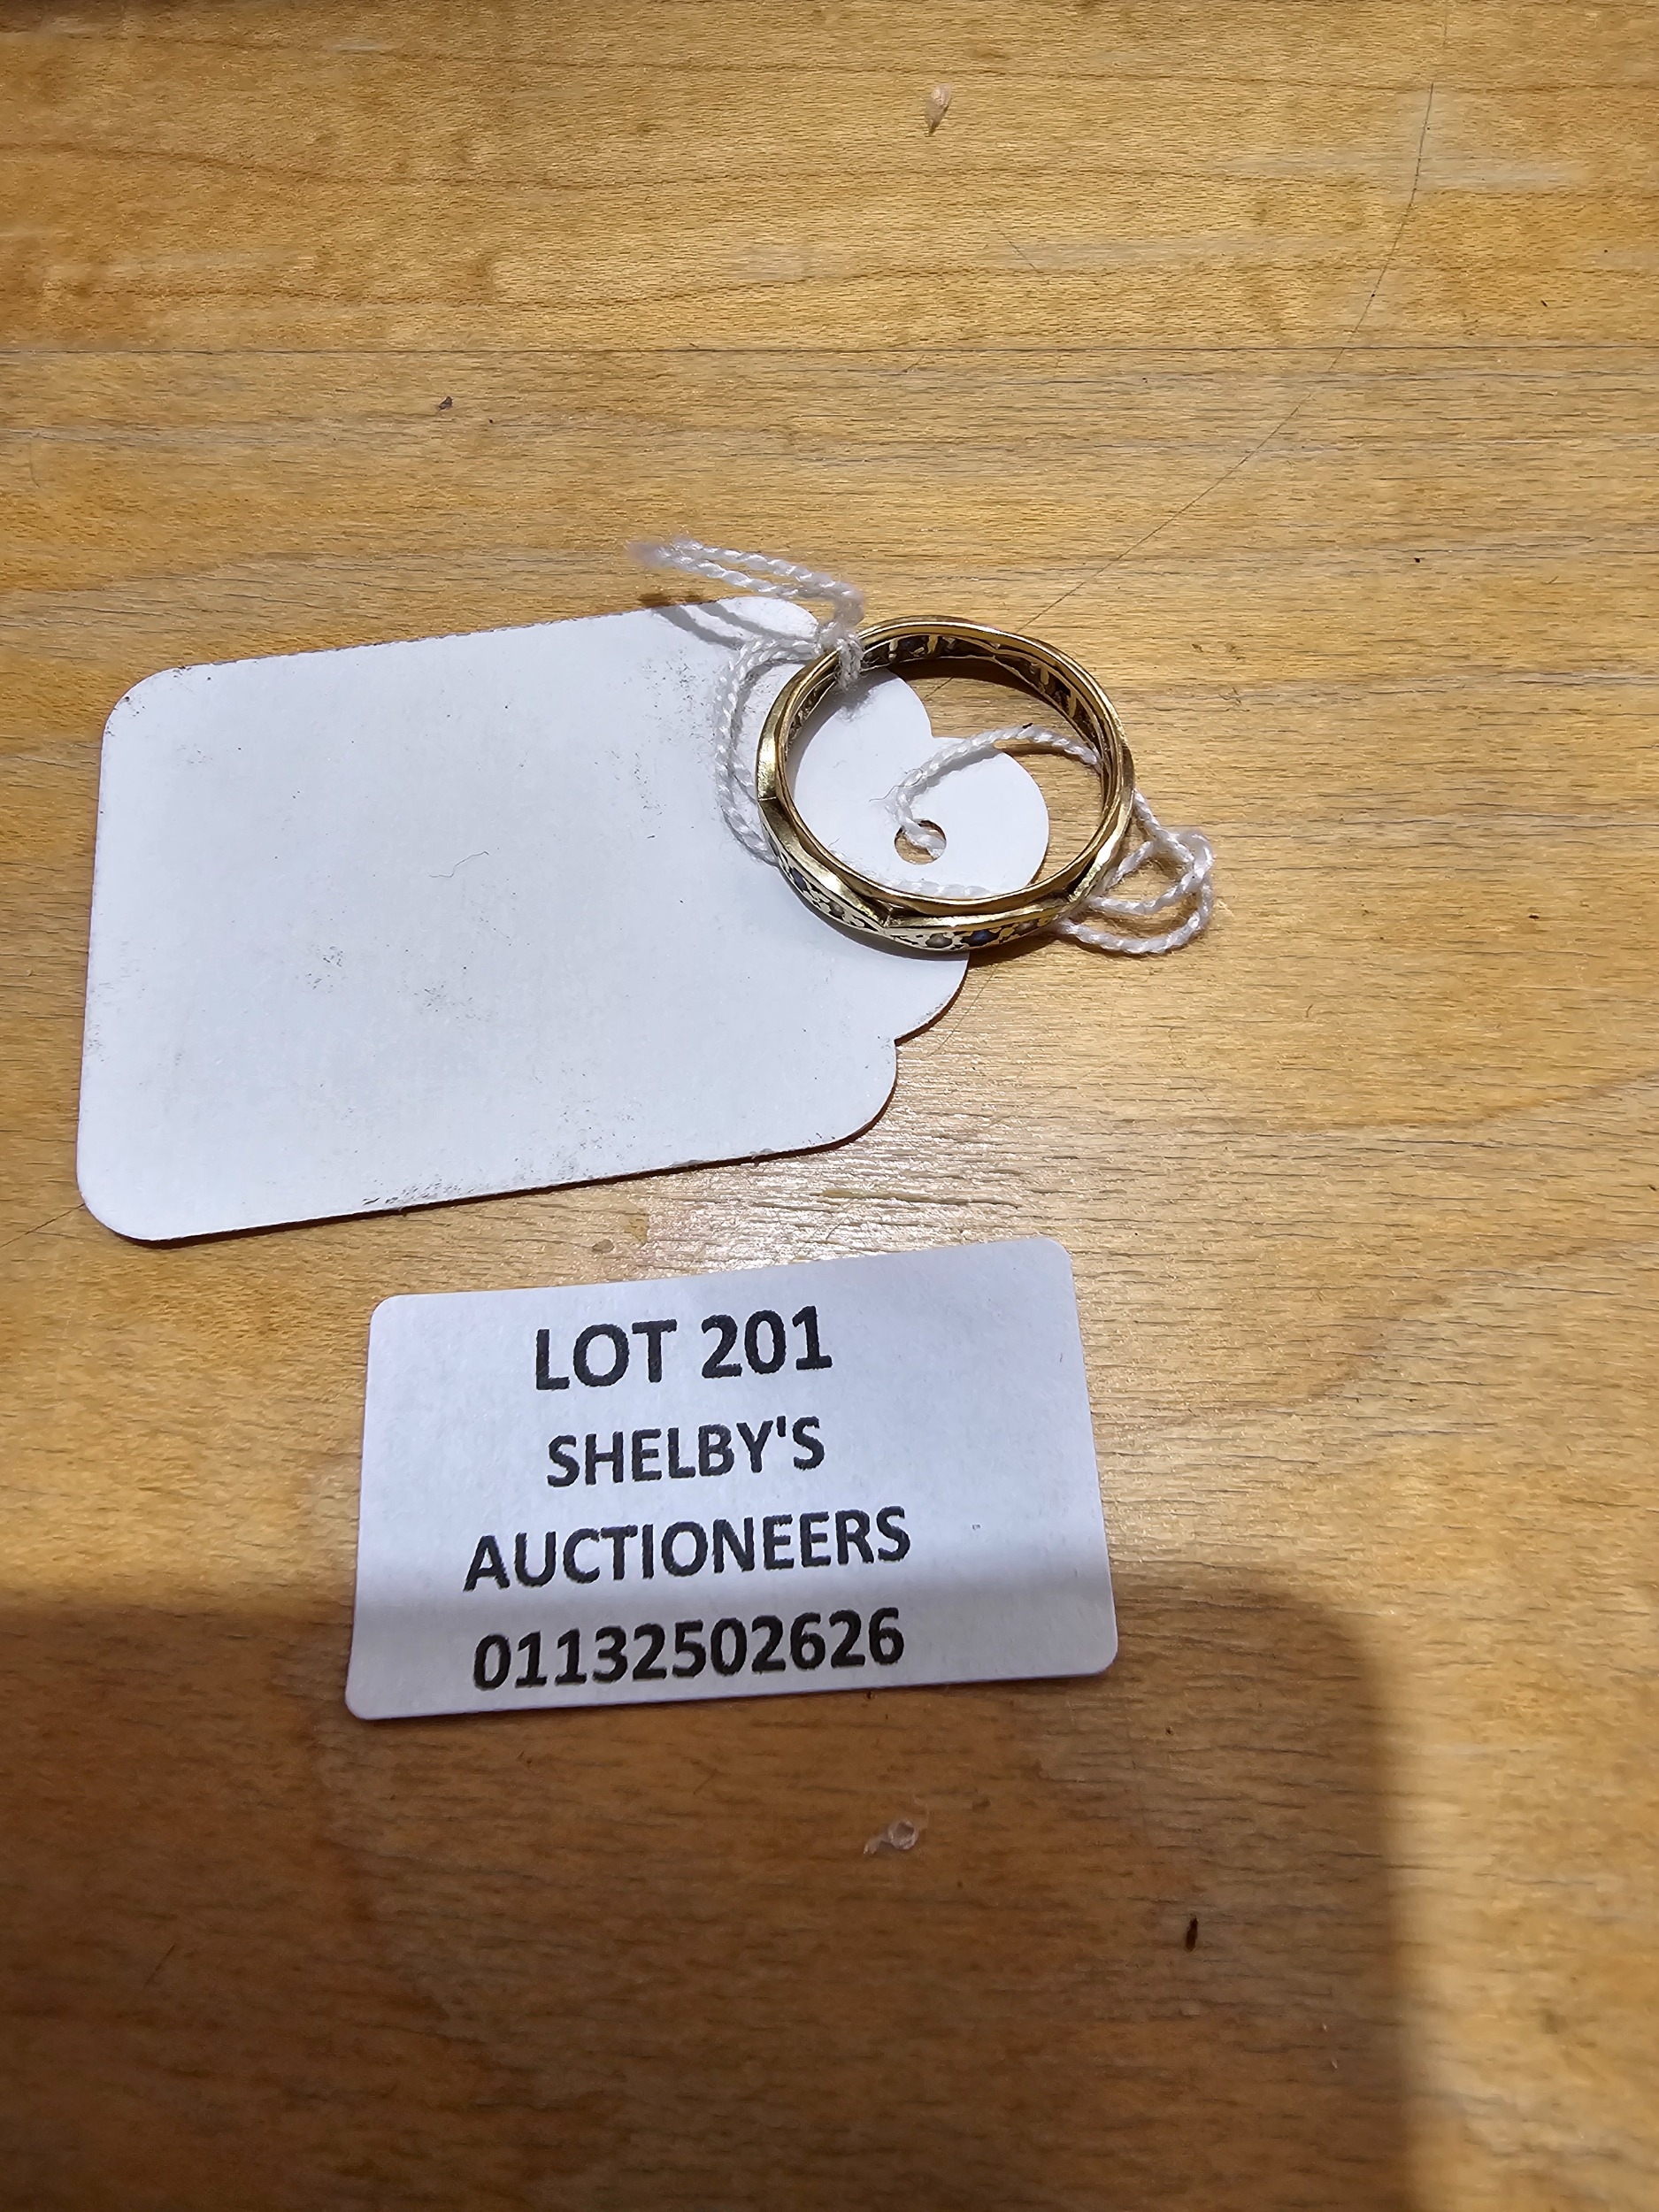 LOT 201
SHELBY'S
AUCTIONEERS
01132502626